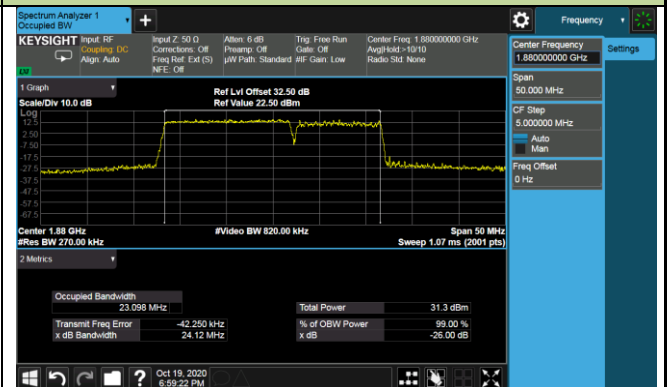 Spectrum Analyzer 1
Occupied BW
+
Frequency
KEYSIGHT
Input: RF
Coupling: DC
Align: Auto
Input Z: 50 Ω
Corrections: Off
Freq Ref: Ext (S)
NFE: Off
Atten: 6 dB
Preamp: Off
µW Path: Standard
Trig: Free Run
Gate: Off
#IF Gain: Low
Center Freq: 1.880000000 GHz
Avg|Hold:>10/10
Radio Std: None
Center Frequency
1.880000000 GHz
Settings
Span
50.000 MHz
CF Step
5.000000 MHz
Auto
Man
Freq Offset
0 Hz
1 Graph
Scale/Div 10.0 dB
Ref Lvl Offset 32.50 dB
Ref Value 22.50 dBm
Log
12.5
2.50
-7.50
-17.5
-27.5
-37.5
-47.5
-57.5
-67.5
Center 1.88 GHz
#Video BW 820.00 kHz
Span 50 MHz
#Res BW 270.00 kHz
Sweep 1.07 ms (2001 pts)
2 Metrics
Occupied Bandwidth
23.098 MHz
Total Power 31.3 dBm
Transmit Freq Error -42.250 kHz
% of OBW Power 99.00 %
x dB Bandwidth 24.12 MHz
x dB -26.00 dB
?
Oct 19, 2020
6:59:22 PM